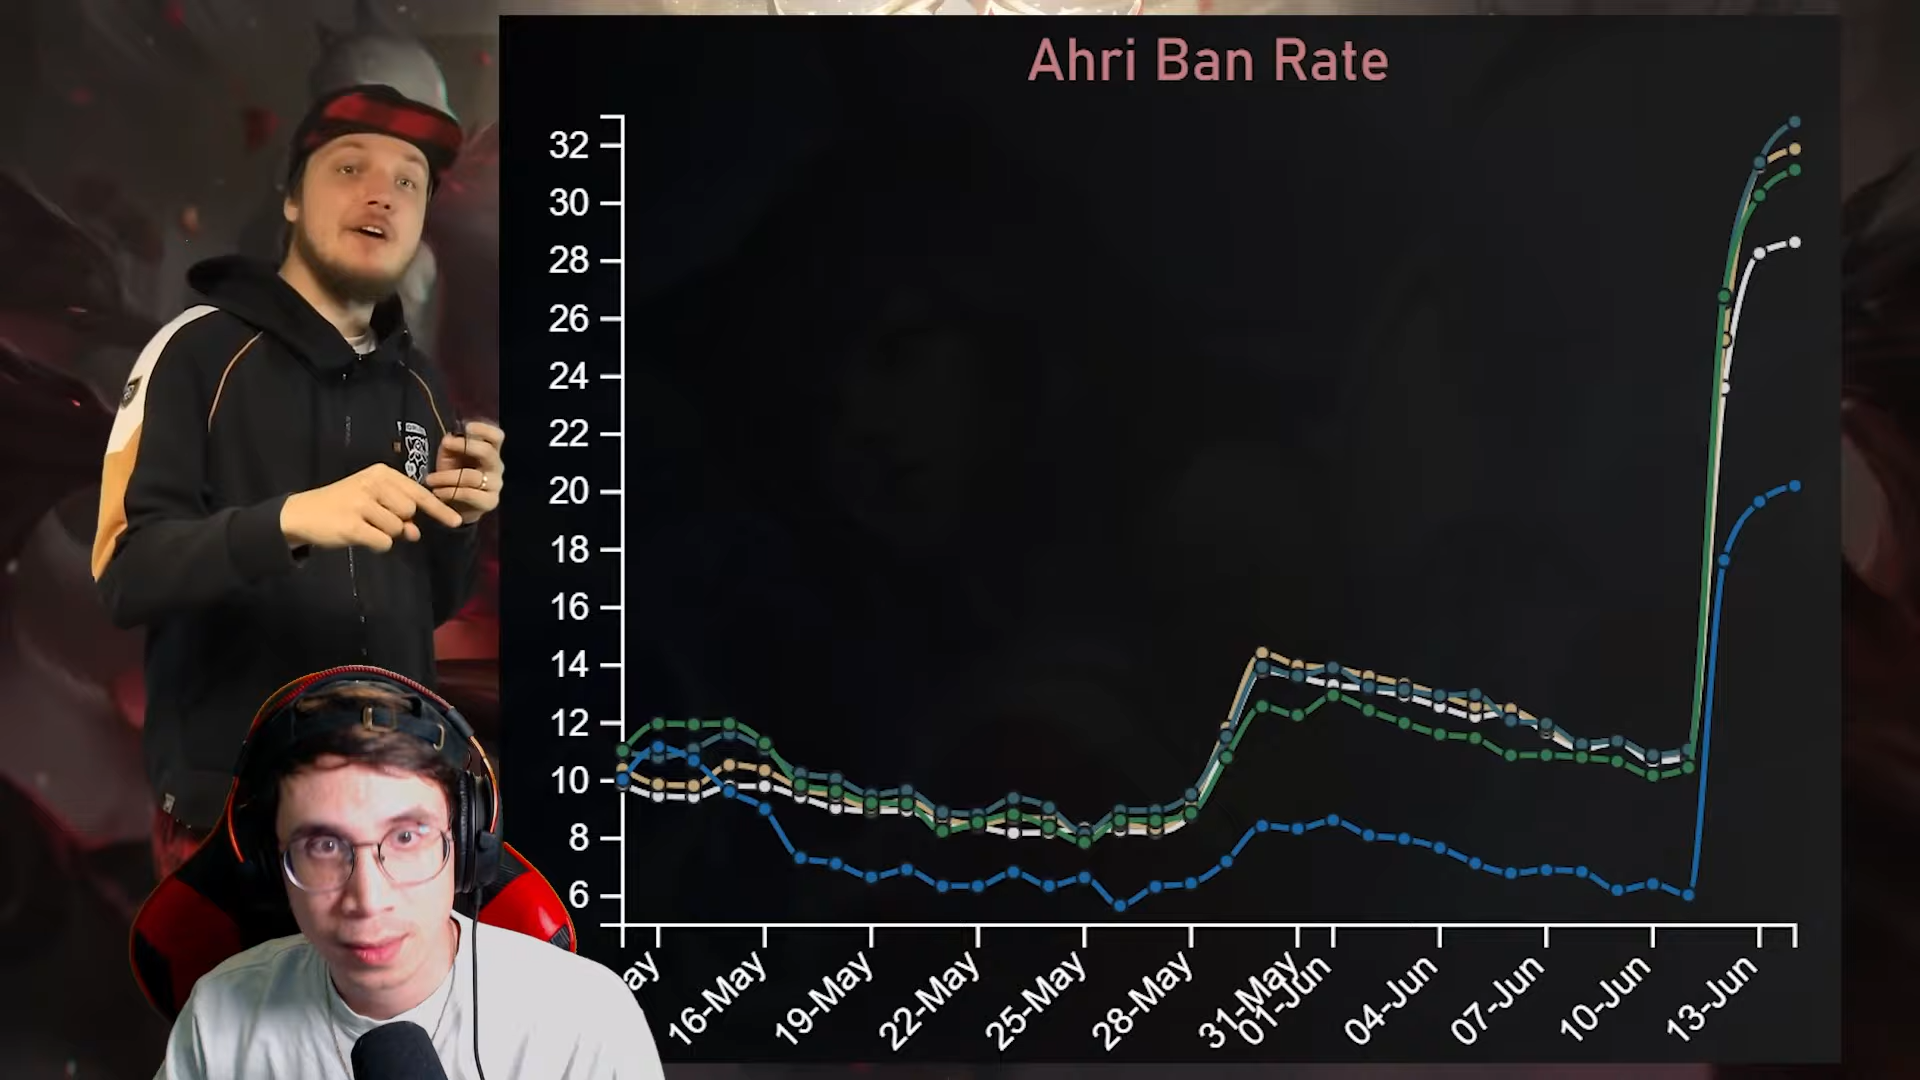 Ahri Ban Rate
32
30
28
26
24
22
20
18
16
14
12
10
8
6
ay
16-May
19-May
22-May
25-May
28-May
31-May
01-Jun
04-Jun
07-Jun
10-Jun
13-Jun